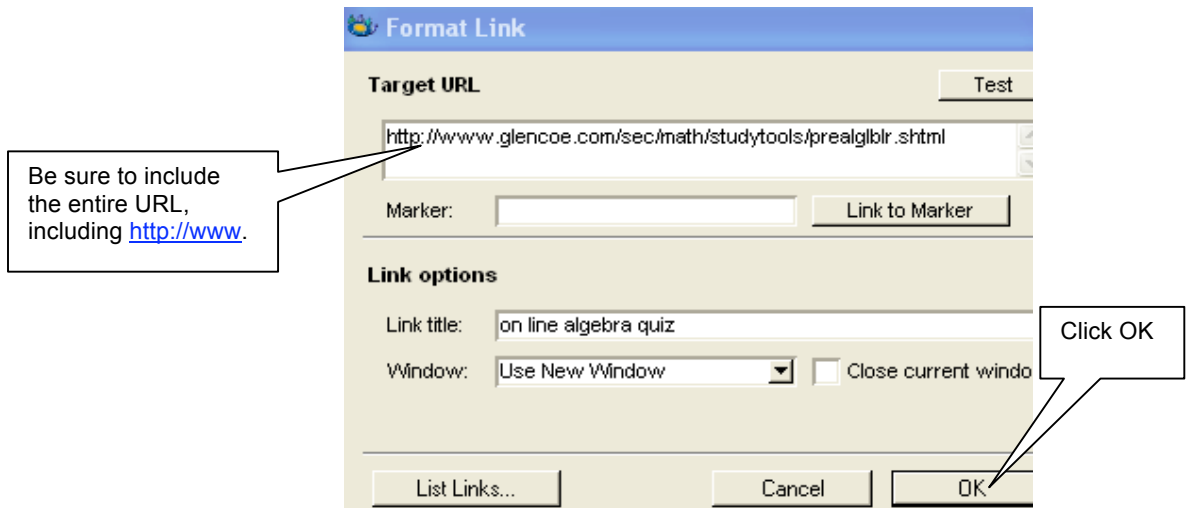 Format Link
Target URL
Test
http://www.glencoe.com/sec/math/studytools/prealglblr.shtml
Be sure to include
the entire URL,
including http://www.
Marker:
Link to Marker
Link options
Link title: on line algebra quiz
Click OK
Window: Use New Window Close current windo
List Links... Cancel OK